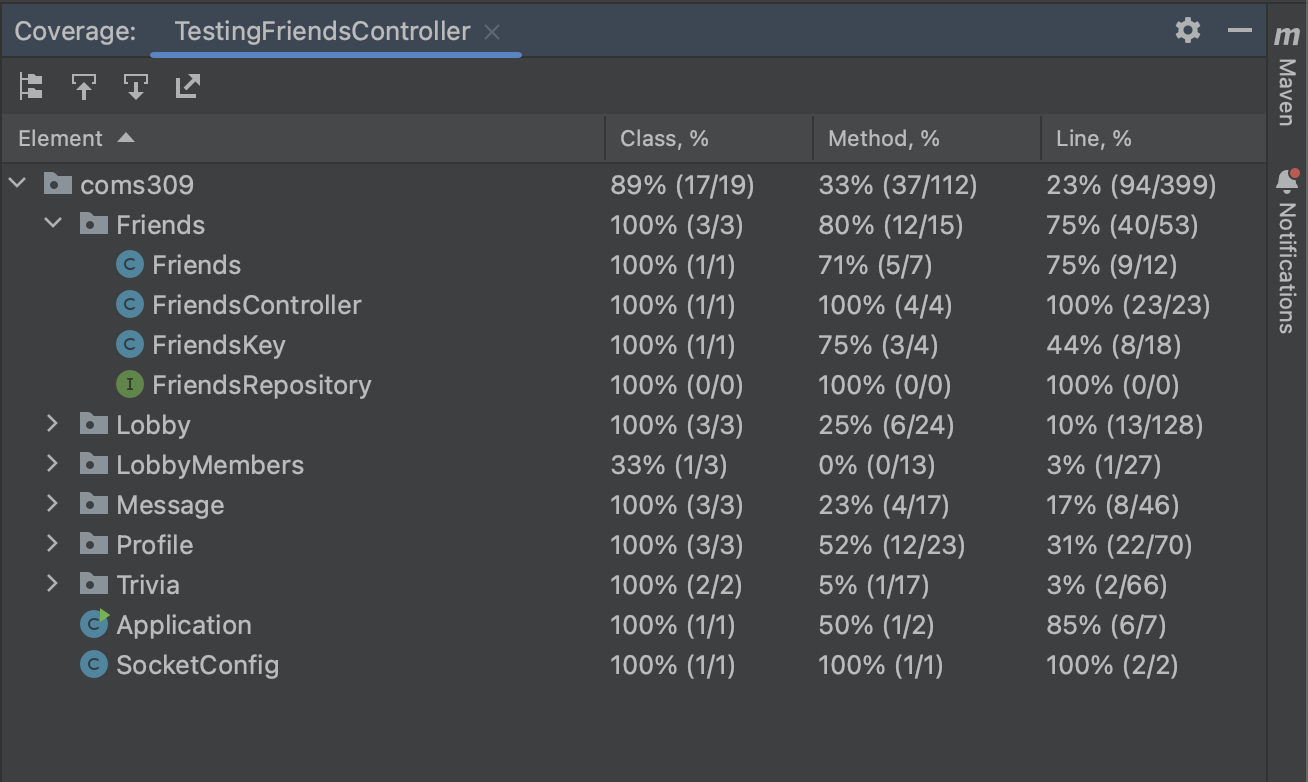 Coverage: TestingFriendsController
Element Class, % Method, % Line, %
coms309 89% (17/19) 33% (37/112) 23% (94/399)
Friends 100% (3/3) 80% (12/15) 75% (40/53)
C Friends 100% (1/1) 71% (5/7) 75% (9/12)
C FriendsController 100% (1/1) 100% (4/4) 100% (23/23)
C FriendsKey 100% (1/1) 75% (3/4) 44% (8/18)
I FriendsRepository 100% (0/0) 100% (0/0) 100% (0/0)
Lobby 100% (3/3) 25% (6/24) 10% (13/128)
LobbyMembers 33% (1/3) 0% (0/13) 3% (1/27)
Message 100% (3/3) 23% (4/17) 17% (8/46)
Profile 100% (3/3) 52% (12/23) 31% (22/70)
Trivia 100% (2/2) 5% (1/17) 3% (2/66)
C Application 100% (1/1) 50% (1/2) 85% (6/7)
C SocketConfig 100% (1/1) 100% (1/1) 100% (2/2)
m Maven
Notifications